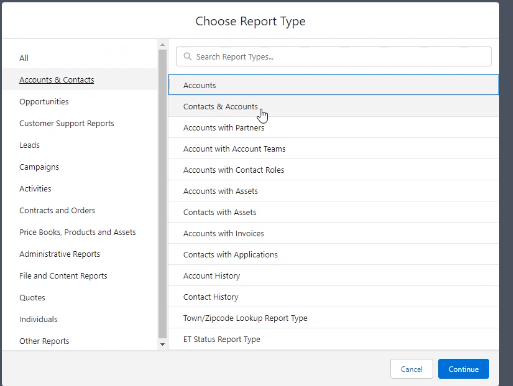 Choose Report Type
All
Accounts & Contacts
Opportunities
Customer Support Reports
Leads
Campaigns
Activities
Contracts and Orders
Price Books, Products and Assets
Administrative Reports
File and Content Reports
Quotes
Individuals
Other Reports
Search Report Types...
Accounts
Contacts & Accounts
Accounts with Partners
Account with Account Teams
Accounts with Contact Roles
Accounts with Assets
Contacts with Assets
Accounts with Invoices
Contacts with Applications
Account History
Contact History
Town/Zipcode Lookup Report Type
ET Status Report Type
Cancel
Continue